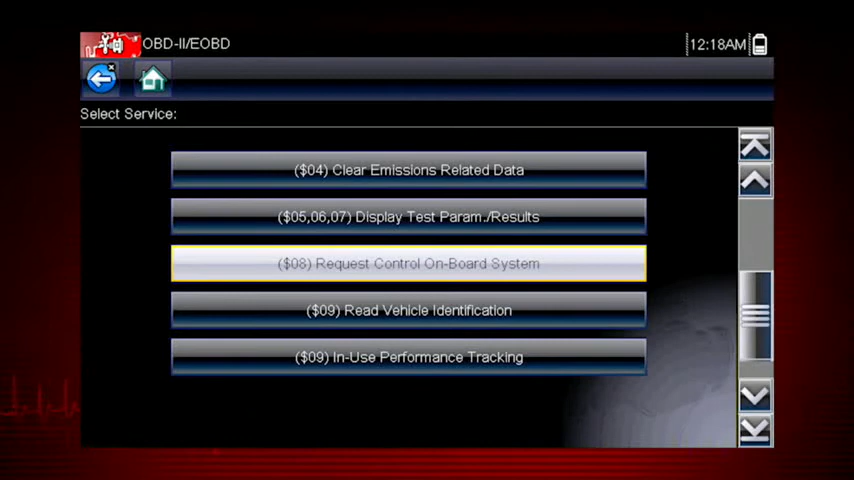 OBD-II/EOBD
12:18AM
Select Service:
($04) Clear Emissions Related Data
($05,06,07) Display Test Param./Results
($08) Request Control On-Board System
($09) Read Vehicle Identification
($09) In-Use Performance Tracking